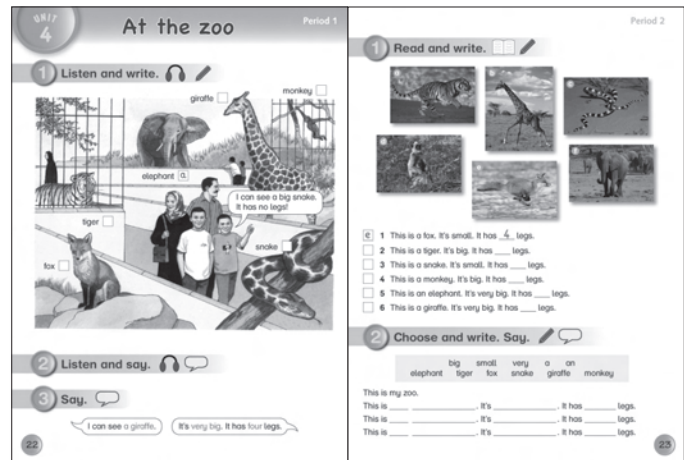 UNIT
4
At the zoo
Period 1
1 Listen and write.
giraffe
monkey
elephant a
I can see a big snake.
It has no legs!
tiger
snake
fox
2 Listen and say.
3 Say.
I can see a giraffe.
It's very big. It has four legs.
22
Period 2
1 Read and write.
e 1 This is a fox. It's small. It has 4 legs.
2 This is a tiger. It's big. It has ___ legs.
3 This is a snake. It's small. It has ___ legs.
4 This is a monkey. It's big. It has ___ legs.
5 This is an elephant. It's very big. It has ___ legs.
6 This is a giraffe. It's very big. It has ___ legs.
2 Choose and write. Say.
big small very a an
elephant tiger fox snake giraffe monkey
This is my zoo.
This is ___ ___. It's ___. It has ___ legs.
This is ___ ___. It's ___. It has ___ legs.
This is ___ ___. It's ___. It has ___ legs.
23